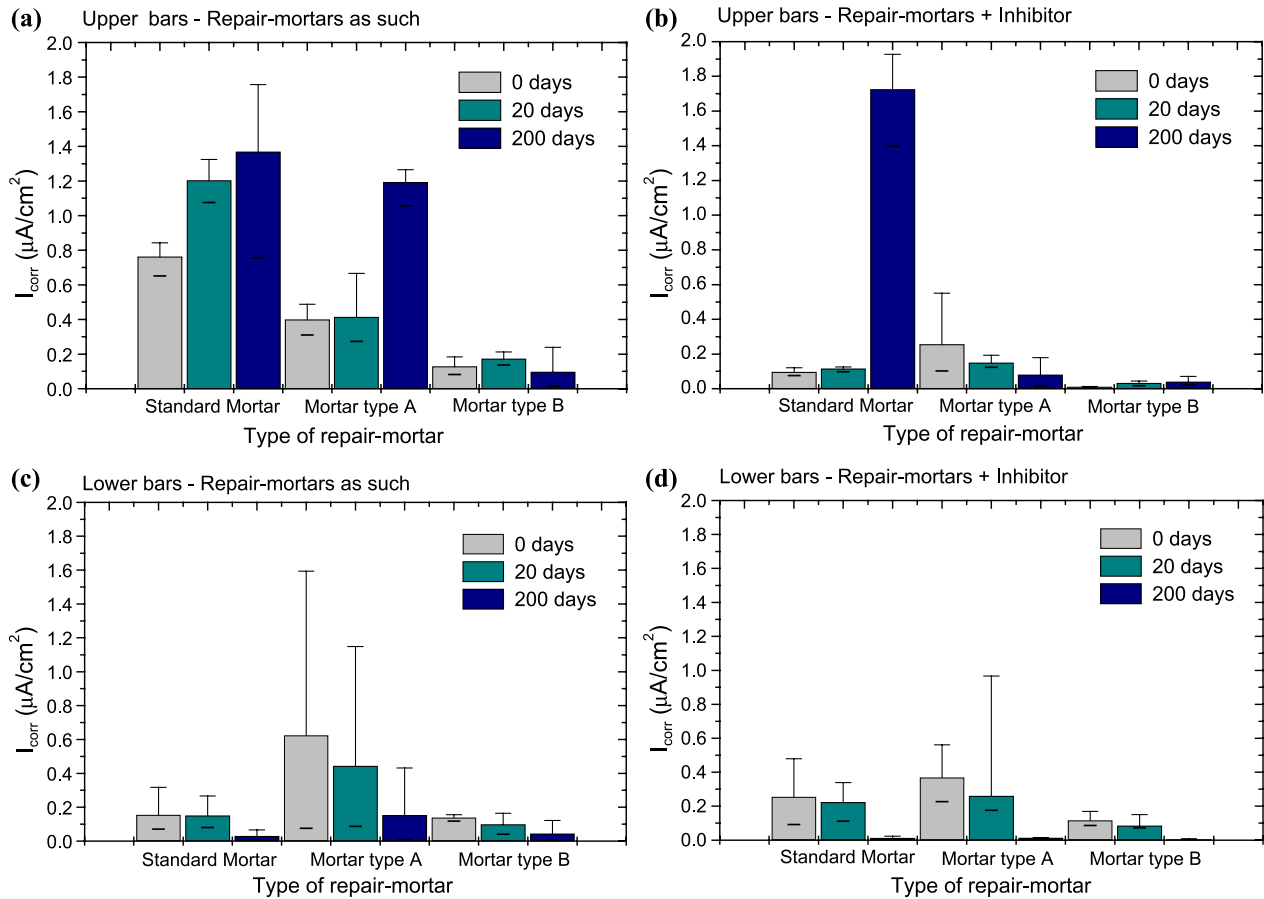 (a) Upper bars - Repair-mortars as such
2.0
1.8
1.6
1.4
1.2
1.0
0.8
0.6
0.4
0.2
0.0
I_corr (µA/cm²)
0 days
20 days
200 days
Standard Mortar Mortar type A Mortar type B
Type of repair-mortar
(b) Upper bars - Repair-mortars + Inhibitor
2.0
1.8
1.6
1.4
1.2
1.0
0.8
0.6
0.4
0.2
0.0
I_corr (µA/cm²)
0 days
20 days
200 days
Standard Mortar Mortar type A Mortar type B
Type of repair-mortar
(c) Lower bars - Repair-mortars as such
2.0
1.8
1.6
1.4
1.2
1.0
0.8
0.6
0.4
0.2
0.0
I_corr (µA/cm²)
0 days
20 days
200 days
Standard Mortar Mortar type A Mortar type B
Type of repair-mortar
(d) Lower bars - Repair-mortars + Inhibitor
2.0
1.8
1.6
1.4
1.2
1.0
0.8
0.6
0.4
0.2
0.0
I_corr (µA/cm²)
0 days
20 days
200 days
Standard Mortar Mortar type A Mortar type B
Type of repair-mortar